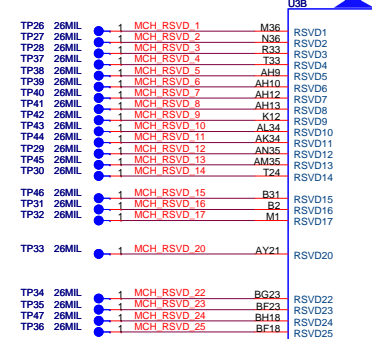 U3B
TP26 26MIL 1 MCH_RSVD_1 M36 RSVD1
TP27 26MIL 1 MCH_RSVD_2 N36 RSVD2
TP28 26MIL 1 MCH_RSVD_3 R33 RSVD3
TP37 26MIL 1 MCH_RSVD_4 T33 RSVD4
TP38 26MIL 1 MCH_RSVD_5 AH9 RSVD5
TP39 26MIL 1 MCH_RSVD_6 AH10 RSVD6
TP40 26MIL 1 MCH_RSVD_7 AH12 RSVD7
TP41 26MIL 1 MCH_RSVD_8 AH13 RSVD8
TP42 26MIL 1 MCH_RSVD_9 K12 RSVD9
TP43 26MIL 1 MCH_RSVD_10 AL34 RSVD10
TP44 26MIL 1 MCH_RSVD_11 AK34 RSVD11
TP29 26MIL 1 MCH_RSVD_12 AN35 RSVD12
TP45 26MIL 1 MCH_RSVD_13 AM35 RSVD13
TP30 26MIL 1 MCH_RSVD_14 T24 RSVD14
TP46 26MIL 1 MCH_RSVD_15 B31 RSVD15
TP31 26MIL 1 MCH_RSVD_16 B2 RSVD16
TP32 26MIL 1 MCH_RSVD_17 M1 RSVD17
TP33 26MIL 1 MCH_RSVD_20 AY21 RSVD20
TP34 26MIL 1 MCH_RSVD_22 BG23 RSVD22
TP35 26MIL 1 MCH_RSVD_23 BF23 RSVD23
TP47 26MIL 1 MCH_RSVD_24 BH18 RSVD24
TP36 26MIL 1 MCH_RSVD_25 BF18 RSVD25